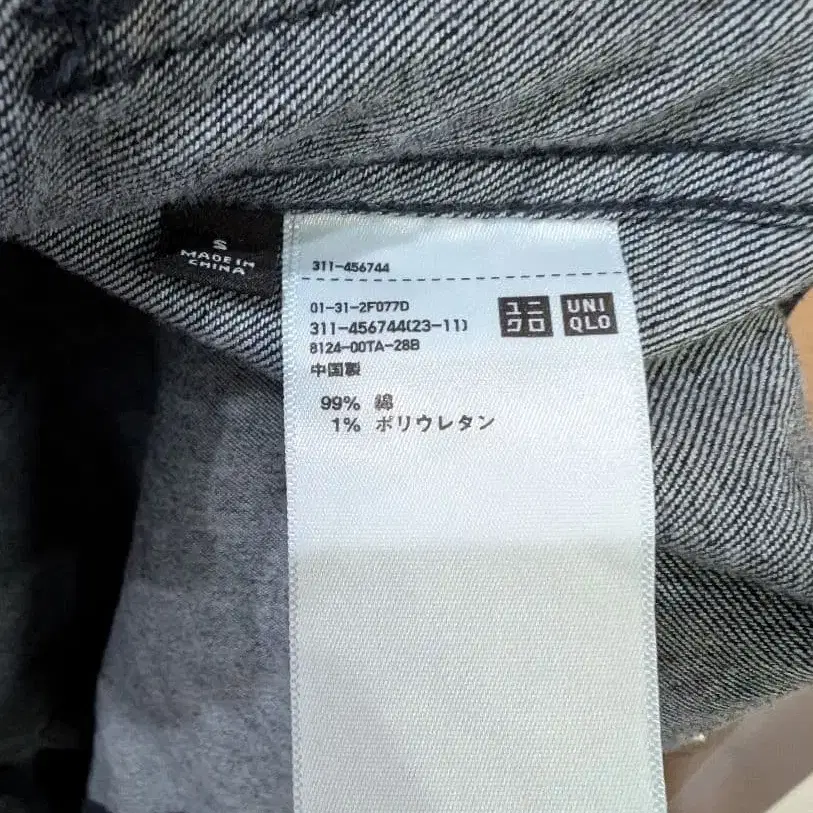 S
MADE IN
CHINA
311-456744
01-31-2F077D
311-456744(23-11)
8124-00TA-28B
中国製
ユニ
クロ
UNI
QLO
99% 綿
1% ポリウレタン